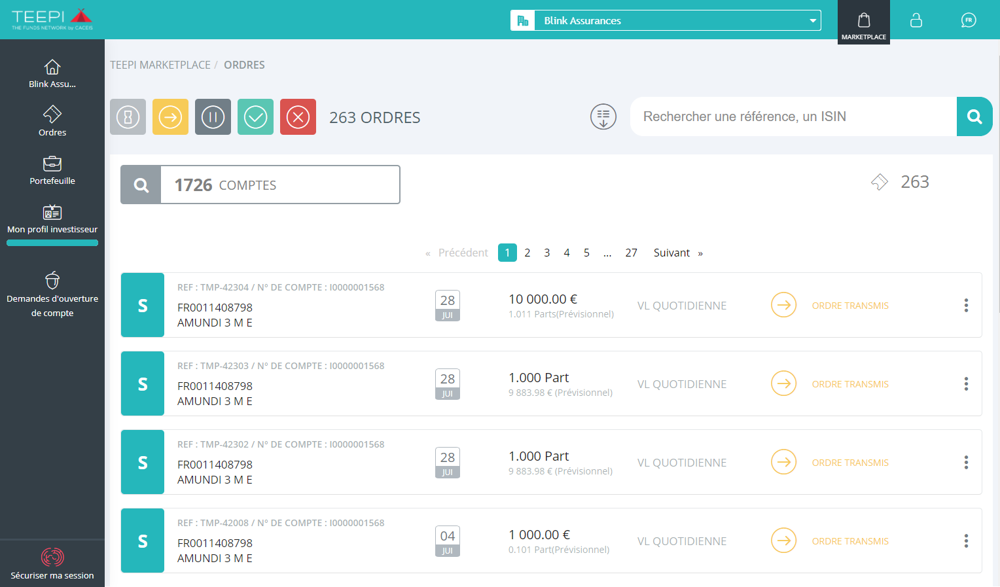 TEEPI
THE FUNDS NETWORK by CACEIS
Blink Assurances
MARKETPLACE
FR
Blink Assu...
Ordres
Portefeuille
Mon profil investisseur
Demandes d'ouverture
de compte
Sécuriser ma session
TEEPI MARKETPLACE / ORDRES
263 ORDRES
Rechercher une référence, un ISIN
1726 COMPTES
263
« Précédent 1 2 3 4 5 ... 27 Suivant »
S
REF : TMP-42304 / N° DE COMPTE : I0000001568
FR0011408798
AMUNDI 3 M E
28
JUI
10 000.00 €
1.011 Parts(Prévisionnel)
VL QUOTIDIENNE
ORDRE TRANSMIS
S
REF : TMP-42303 / N° DE COMPTE : I0000001568
FR0011408798
AMUNDI 3 M E
28
JUI
1.000 Part
9 883.98 € (Prévisionnel)
VL QUOTIDIENNE
ORDRE TRANSMIS
S
REF : TMP-42302 / N° DE COMPTE : I0000001568
FR0011408798
AMUNDI 3 M E
28
JUI
1.000 Part
9 883.98 € (Prévisionnel)
VL QUOTIDIENNE
ORDRE TRANSMIS
S
REF : TMP-42008 / N° DE COMPTE : I0000001568
FR0011408798
AMUNDI 3 M E
04
JUI
1 000.00 €
0.101 Part(Prévisionnel)
VL QUOTIDIENNE
ORDRE TRANSMIS